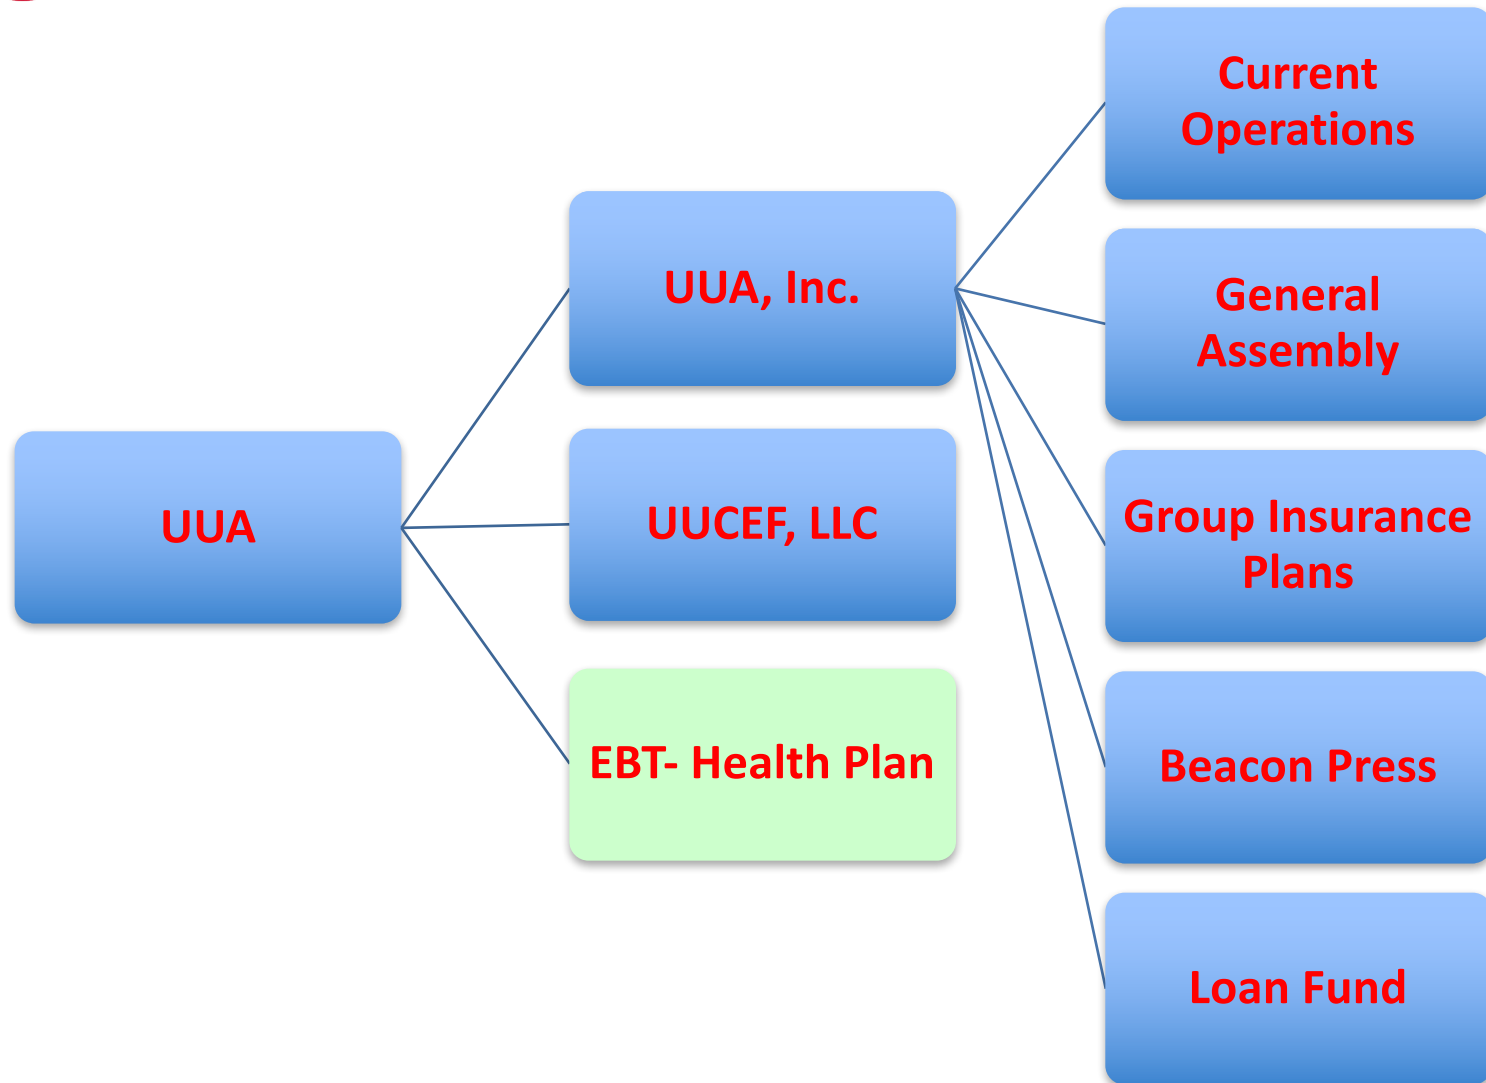 UUA
UUA, Inc.
UUCEF, LLC
EBT- Health Plan
Current
Operations
General
Assembly
Group Insurance
Plans
Beacon Press
Loan Fund